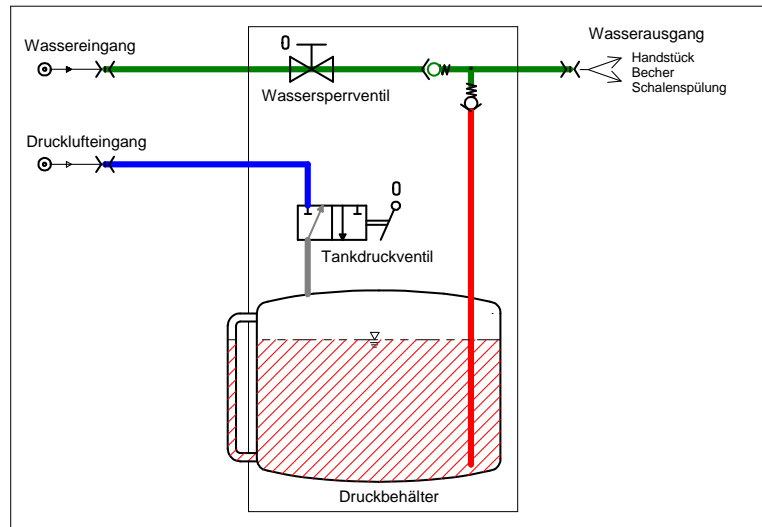 Wassereingang
Wasserausgang
Handstück
Becher
Schalenspülung
0
Wassersperrventil
Drucklufteingang
0
Tankdruckventil
Druckbehälter